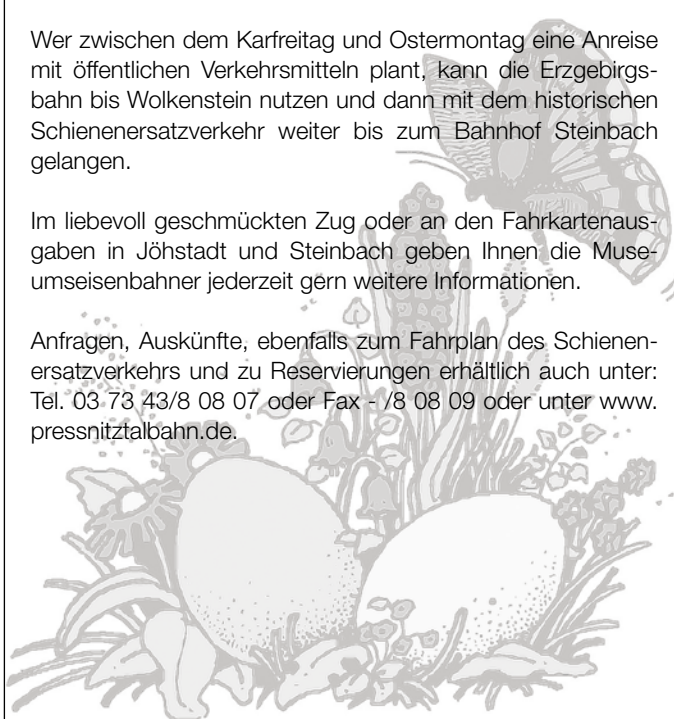 Wer zwischen dem Karfreitag und Ostermontag eine Anreise
mit öffentlichen Verkehrsmitteln plant, kann die Erzgebirgs-
bahn bis Wolkenstein nutzen und dann mit dem historischen
Schienenersatzverkehr weiter bis zum Bahnhof Steinbach
gelangen.
Im liebevoll geschmückten Zug oder an den Fahrkartenaus-
gaben in Jöhstadt und Steinbach geben Ihnen die Muse-
umseisenbahner jederzeit gern weitere Informationen.
Anfragen, Auskünfte, ebenfalls zum Fahrplan des Schienen-
ersatzverkehrs und zu Reservierungen erhältlich auch unter:
Tel. 03 73 43/8 08 07 oder Fax - /8 08 09 oder unter www.
pressnitztalbahn.de.